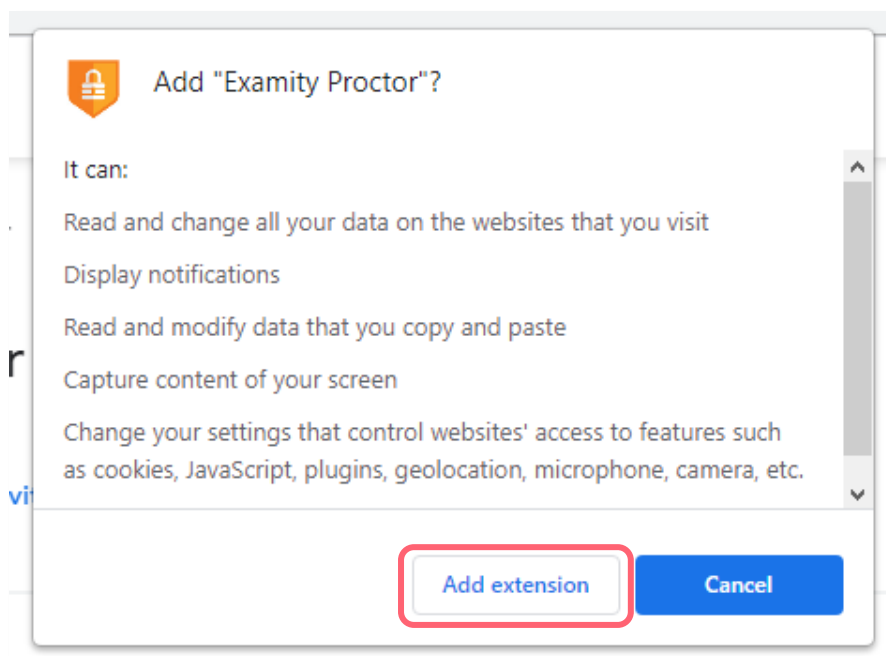 Add "Examity Proctor"?
It can:
Read and change all your data on the websites that you visit
Display notifications
Read and modify data that you copy and paste
r
Capture content of your screen
Change your settings that control websites' access to features such
as cookies, JavaScript, plugins, geolocation, microphone, camera, etc.
vi
Add extension
Cancel